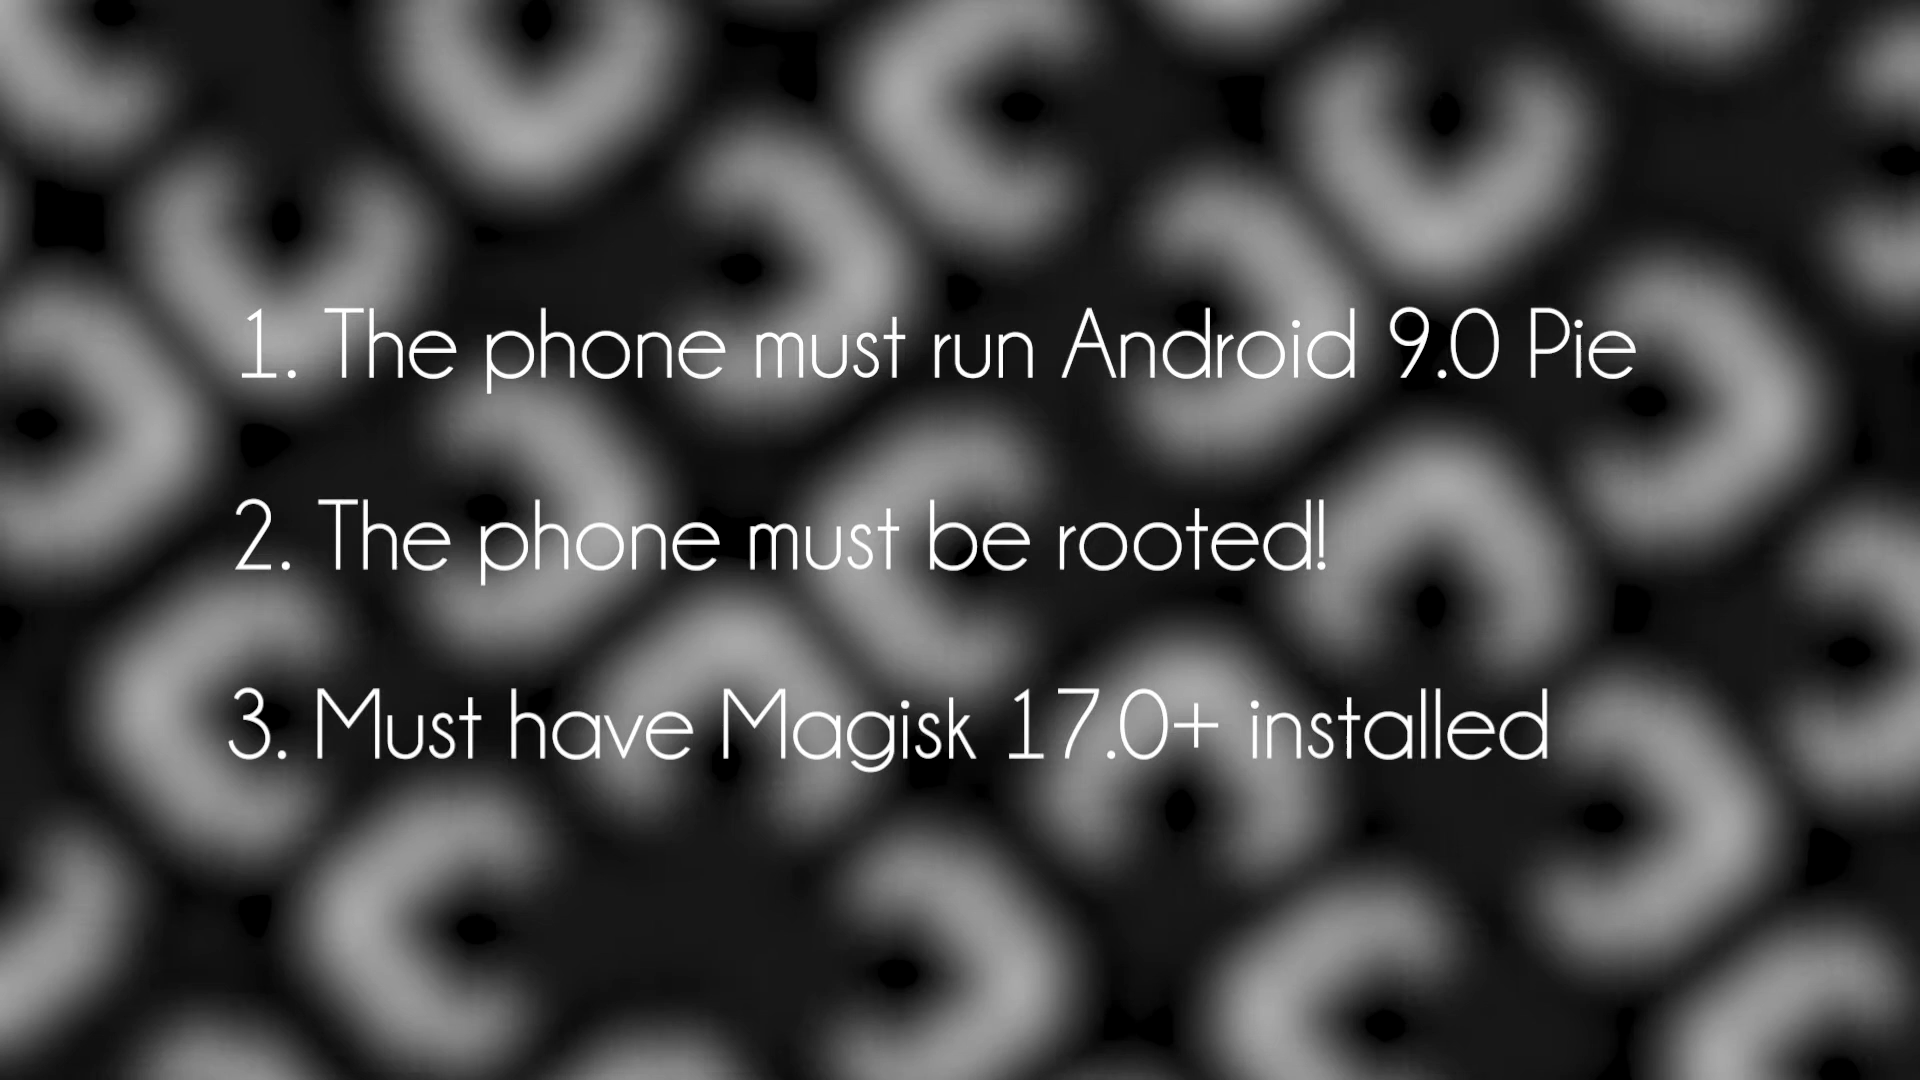 1. The phone must run Android 9.0 Pie
2. The phone must be rooted!
3. Must have Magisk 17.0+ installed